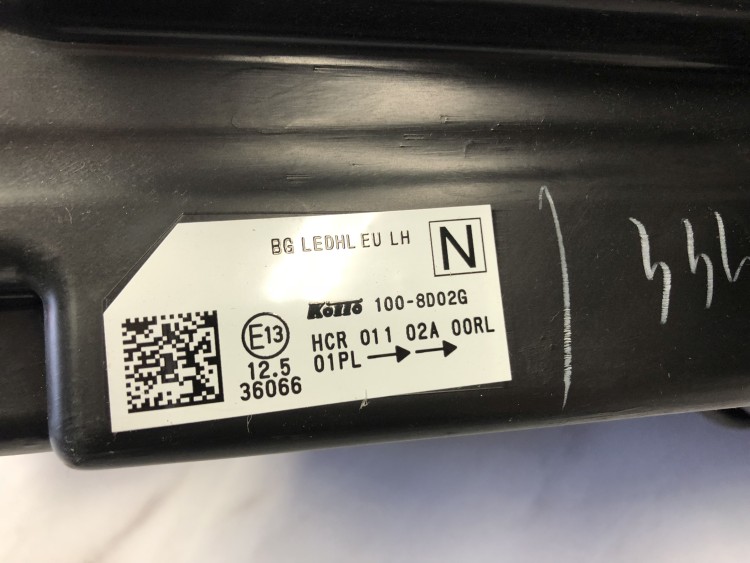 BG LEDHL EU LH
N
Koito 100-8D02G
E13
HCR 011 02A 00RL
12.5
01PL
36066